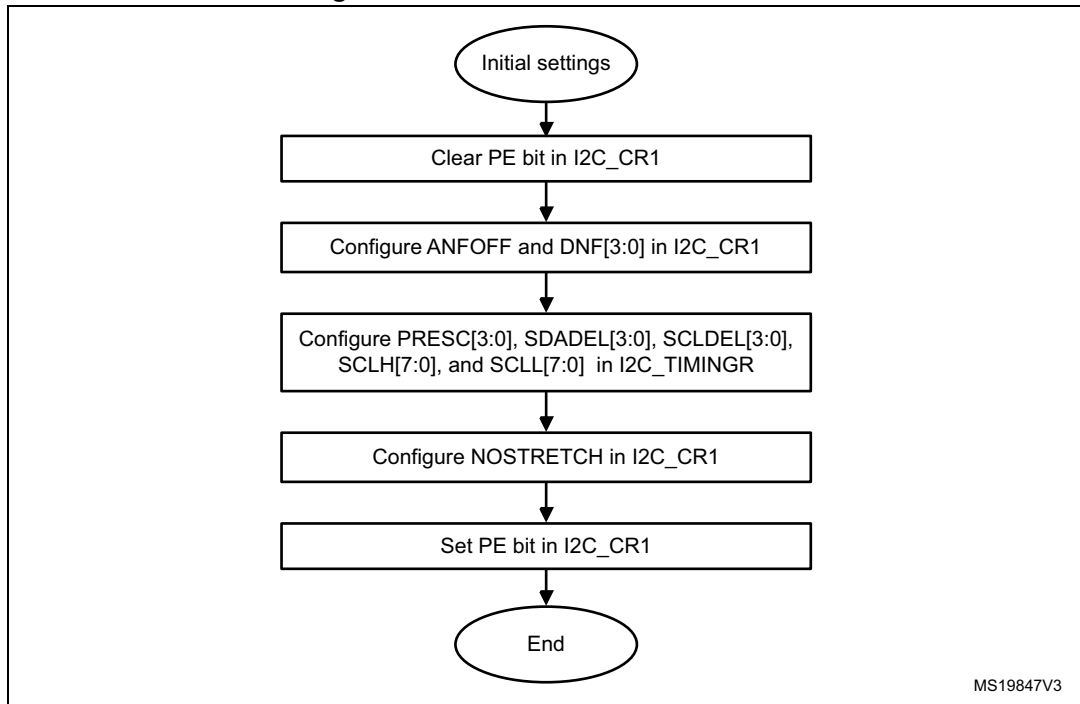 Initial settings
Clear PE bit in I2C_CR1
Configure ANFOFF and DNF[3:0] in I2C_CR1
Configure PRESC[3:0], SDADEL[3:0], SCLDEL[3:0],
SCLH[7:0], and SCLL[7:0] in I2C_TIMINGR
Configure NOSTRETCH in I2C_CR1
Set PE bit in I2C_CR1
End
MS19847V3